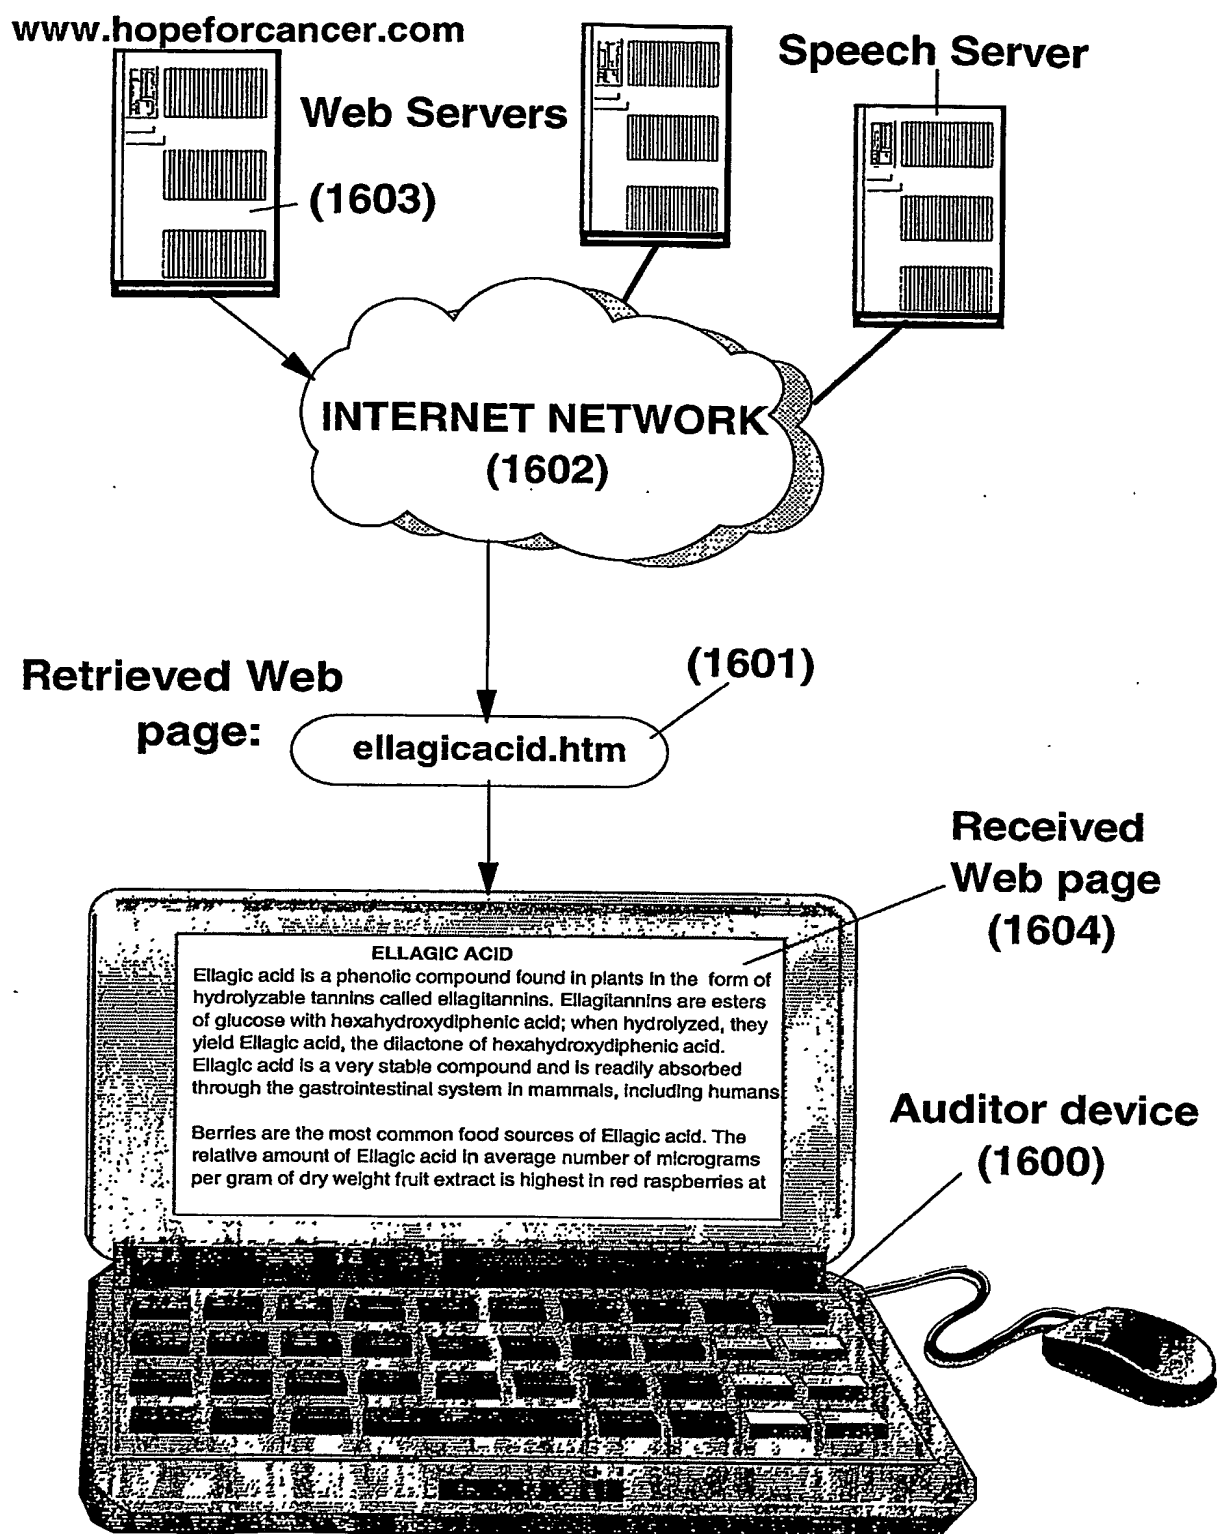 www.hopeforcancer.com
Speech Server
Web Servers
(1603)
INTERNET NETWORK
(1602)
(1601)
Retrieved Web
page:
ellagicacid.htm
Received
Web page
(1604)
ELLAGIC ACID
Ellagic acid is a phenolic compound found in plants in the form of
hydrolyzable tannins called ellagitannins. Ellagitannins are esters
of glucose with hexahydroxydiphenic acid; when hydrolyzed, they
yield Ellagic acid, the dilactone of hexahydroxydiphenic acid.
Ellagic acid is a very stable compound and is readily absorbed
through the gastrointestinal system in mammals, including humans
Berries are the most common food sources of Ellagic acid. The
relative amount of Ellagic acid in average number of micrograms
per gram of dry weight fruit extract is highest in red raspberries at
Auditor device
(1600)